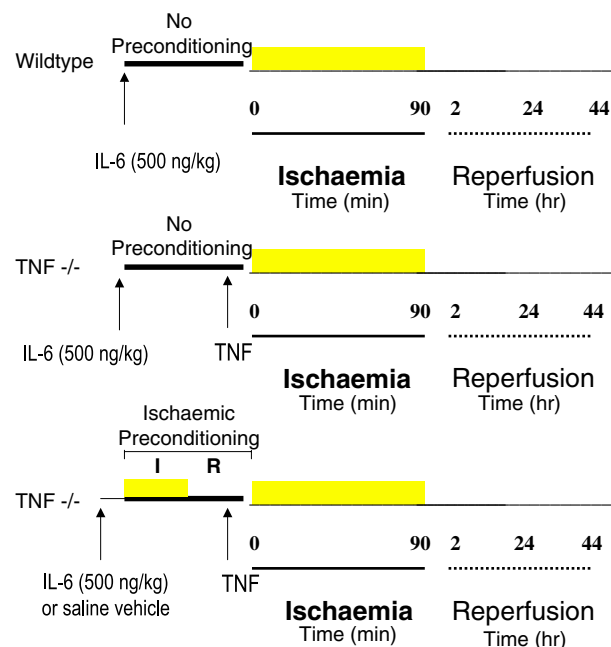 No
Preconditioning
Wildtype
0 90 2 24 44
IL-6 (500 ng/kg)
Ischaemia Reperfusion
Time (min) Time (hr)
No
Preconditioning
TNF -/-
0 90 2 24 44
IL-6 (500 ng/kg) TNF
Ischaemia Reperfusion
Time (min) Time (hr)
Ischaemic
Preconditioning
I R
TNF -/-
0 90 2 24 44
IL-6 (500 ng/kg) TNF
or saline vehicle
Ischaemia Reperfusion
Time (min) Time (hr)